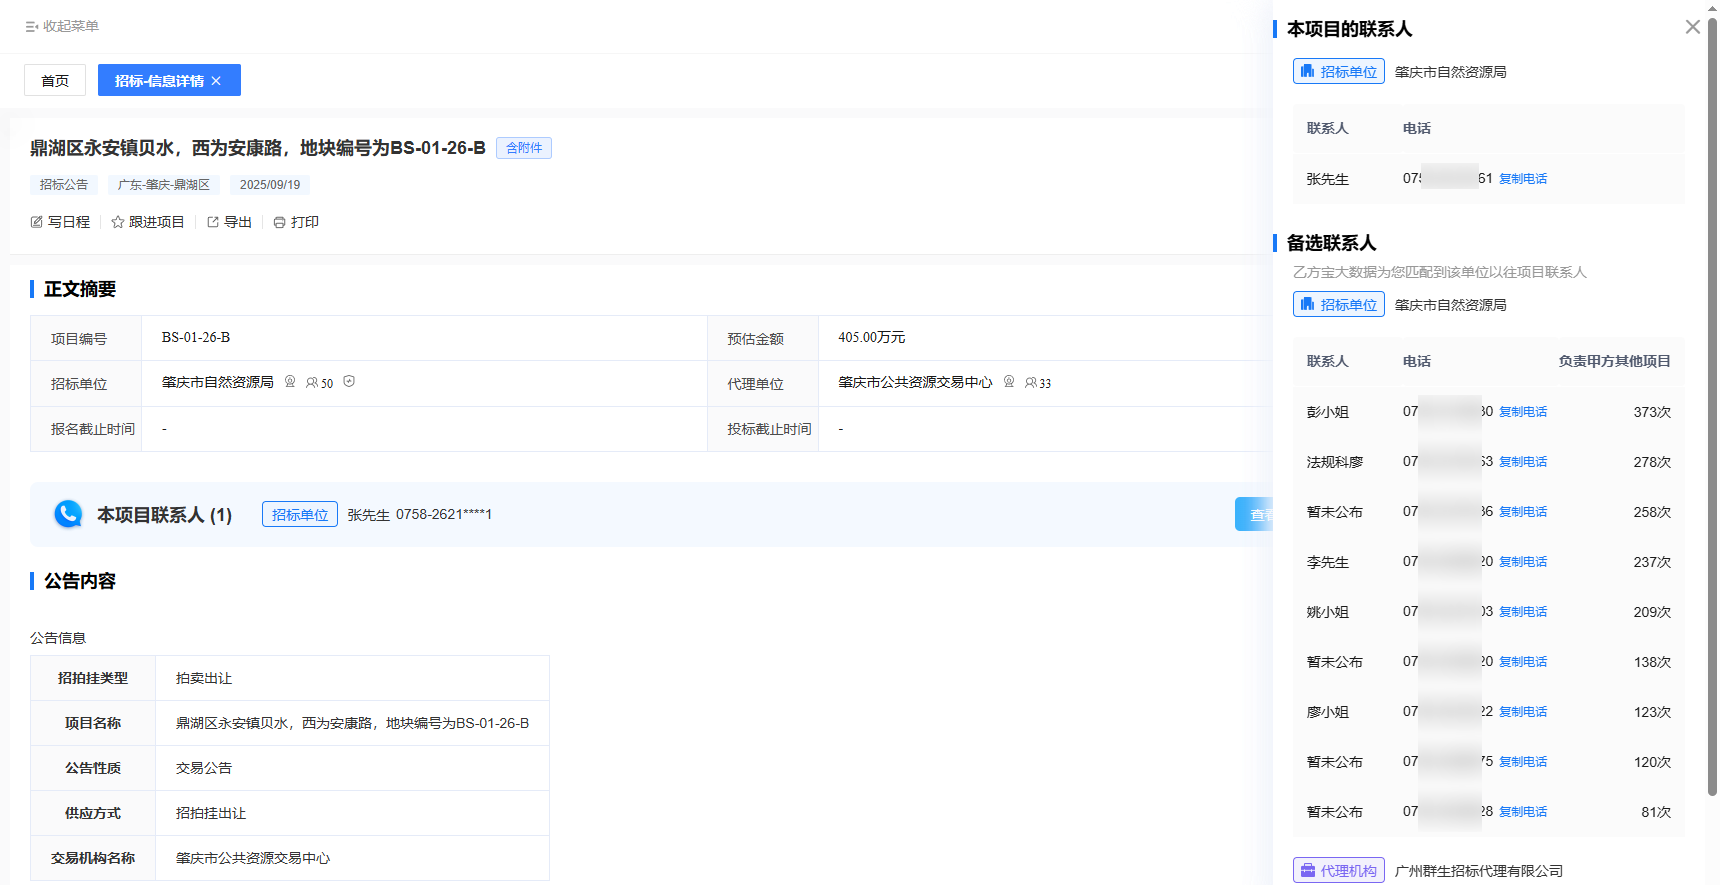 收起菜单
首页
招标-信息详情
鼎湖区永安镇贝水，西为安康路，地块编号为BS-01-26-B 含附件
招标公告 广东-肇庆-鼎湖区 2025/09/19
写日程 跟进项目 导出 打印
正文摘要
项目编号 BS-01-26-B 预估金额 405.00万元
招标单位 肇庆市自然资源局 50 代理单位 肇庆市公共资源交易中心 33
报名截止时间 - 投标截止时间 -
本项目联系人 (1) 招标单位 张先生 0758-2621****1 查
公告内容
公告信息
招拍挂类型 拍卖出让
项目名称 鼎湖区永安镇贝水，西为安康路，地块编号为BS-01-26-B
公告性质 交易公告
供应方式 招拍挂出让
交易机构名称 肇庆市公共资源交易中心
本项目的联系人
招标单位 肇庆市自然资源局
联系人 电话
张先生 075 61 复制电话
备选联系人
乙方宝大数据为您匹配到该单位以往项目联系人
招标单位 肇庆市自然资源局
联系人 电话 负责甲方其他项目
彭小姐 07 30 复制电话 373次
法规科廖 07 63 复制电话 278次
暂未公布 07 36 复制电话 258次
李先生 07 20 复制电话 237次
姚小姐 07 03 复制电话 209次
暂未公布 07 20 复制电话 138次
廖小姐 07 22 复制电话 123次
暂未公布 07 75 复制电话 120次
暂未公布 07 28 复制电话 81次
代理机构 广州群生招标代理有限公司